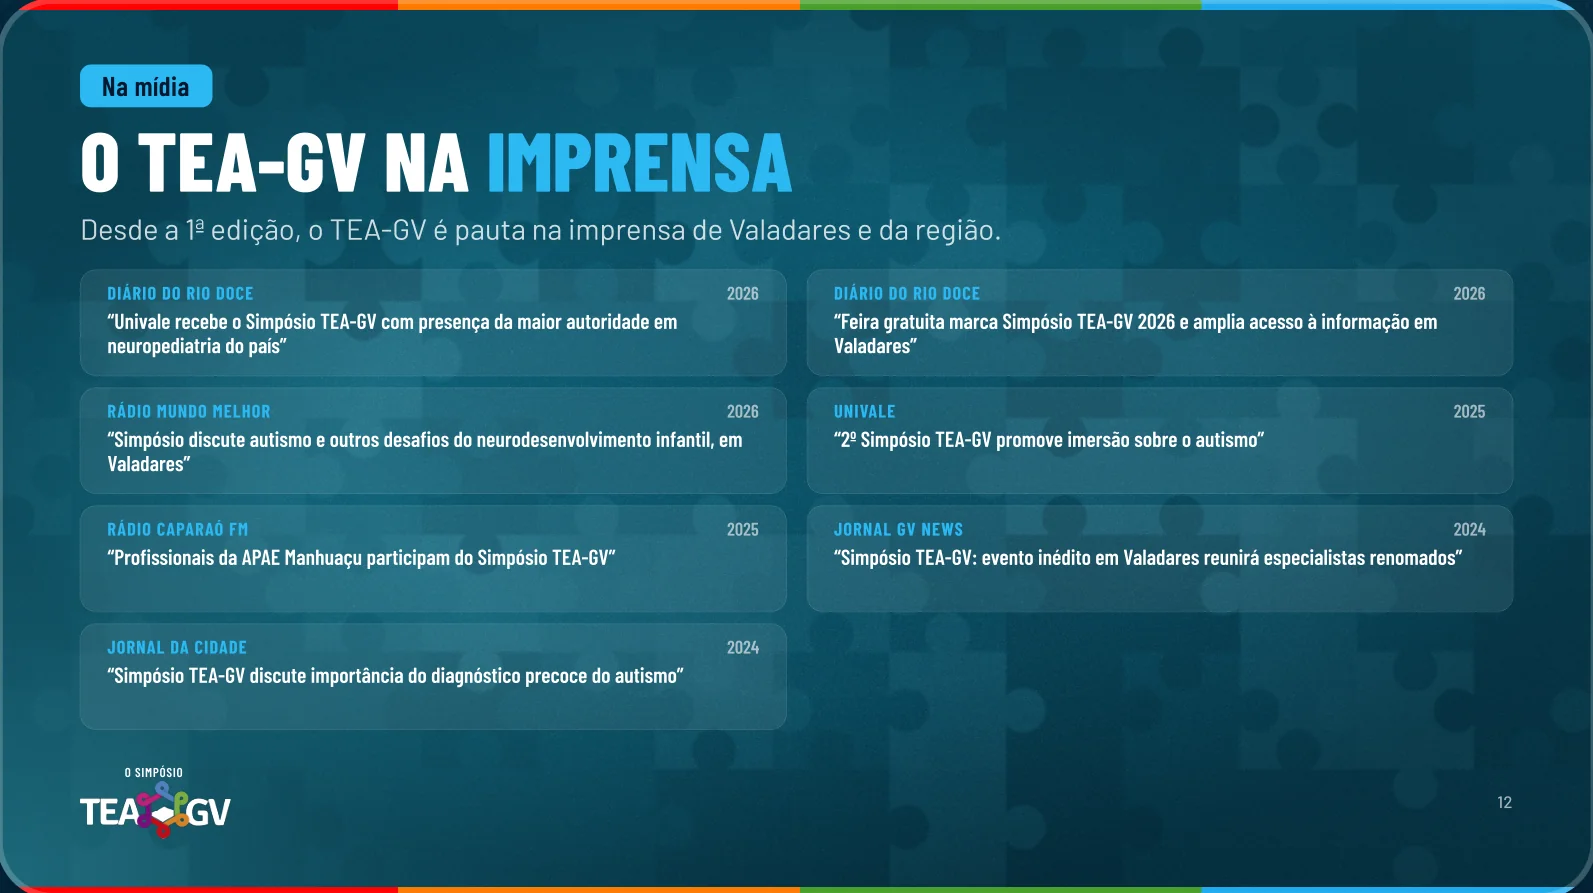 Na mídia
O TEA-GV NA IMPRENSA
Desde a 1ª edição, o TEA-GV é pauta na imprensa de Valadares e da região.
DIÁRIO DO RIO DOCE 2026
“Univale recebe o Simpósio TEA-GV com presença da maior autoridade em
neuropediatria do país”
DIÁRIO DO RIO DOCE 2026
“Feira gratuita marca Simpósio TEA-GV 2026 e amplia acesso à informação em
Valadares”
RÁDIO MUNDO MELHOR 2026
“Simpósio discute autismo e outros desafios do neurodesenvolvimento infantil, em
Valadares”
UNIVALE 2025
“2º Simpósio TEA-GV promove imersão sobre o autismo”
RÁDIO CAPARAÓ FM 2025
“Profissionais da APAE Manhuaçu participam do Simpósio TEA-GV”
JORNAL GV NEWS 2024
“Simpósio TEA-GV: evento inédito em Valadares reunirá especialistas renomados”
JORNAL DA CIDADE 2024
“Simpósio TEA-GV discute importância do diagnóstico precoce do autismo”
O SIMPÓSIO
TEA GV
12